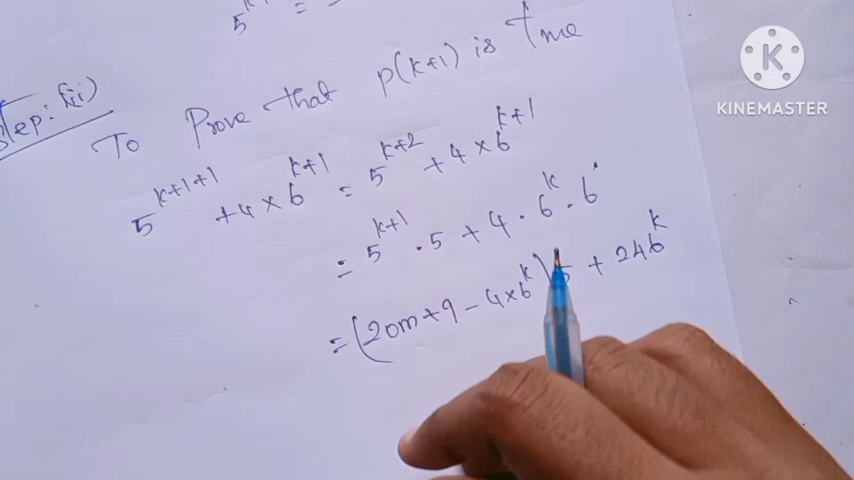 5
Step: (ii)
To Prove that P(k+1) is true
5^{k+1+1} + 4 × 6^{k+1} = 5^{k+2} + 4 × 6^{k+1}
= 5^{k+1} · 5 + 4 · 6^k · 6
= (20m + 9 - 4 × 6^k) 5 + 24 6^k
K
KINEMASTER